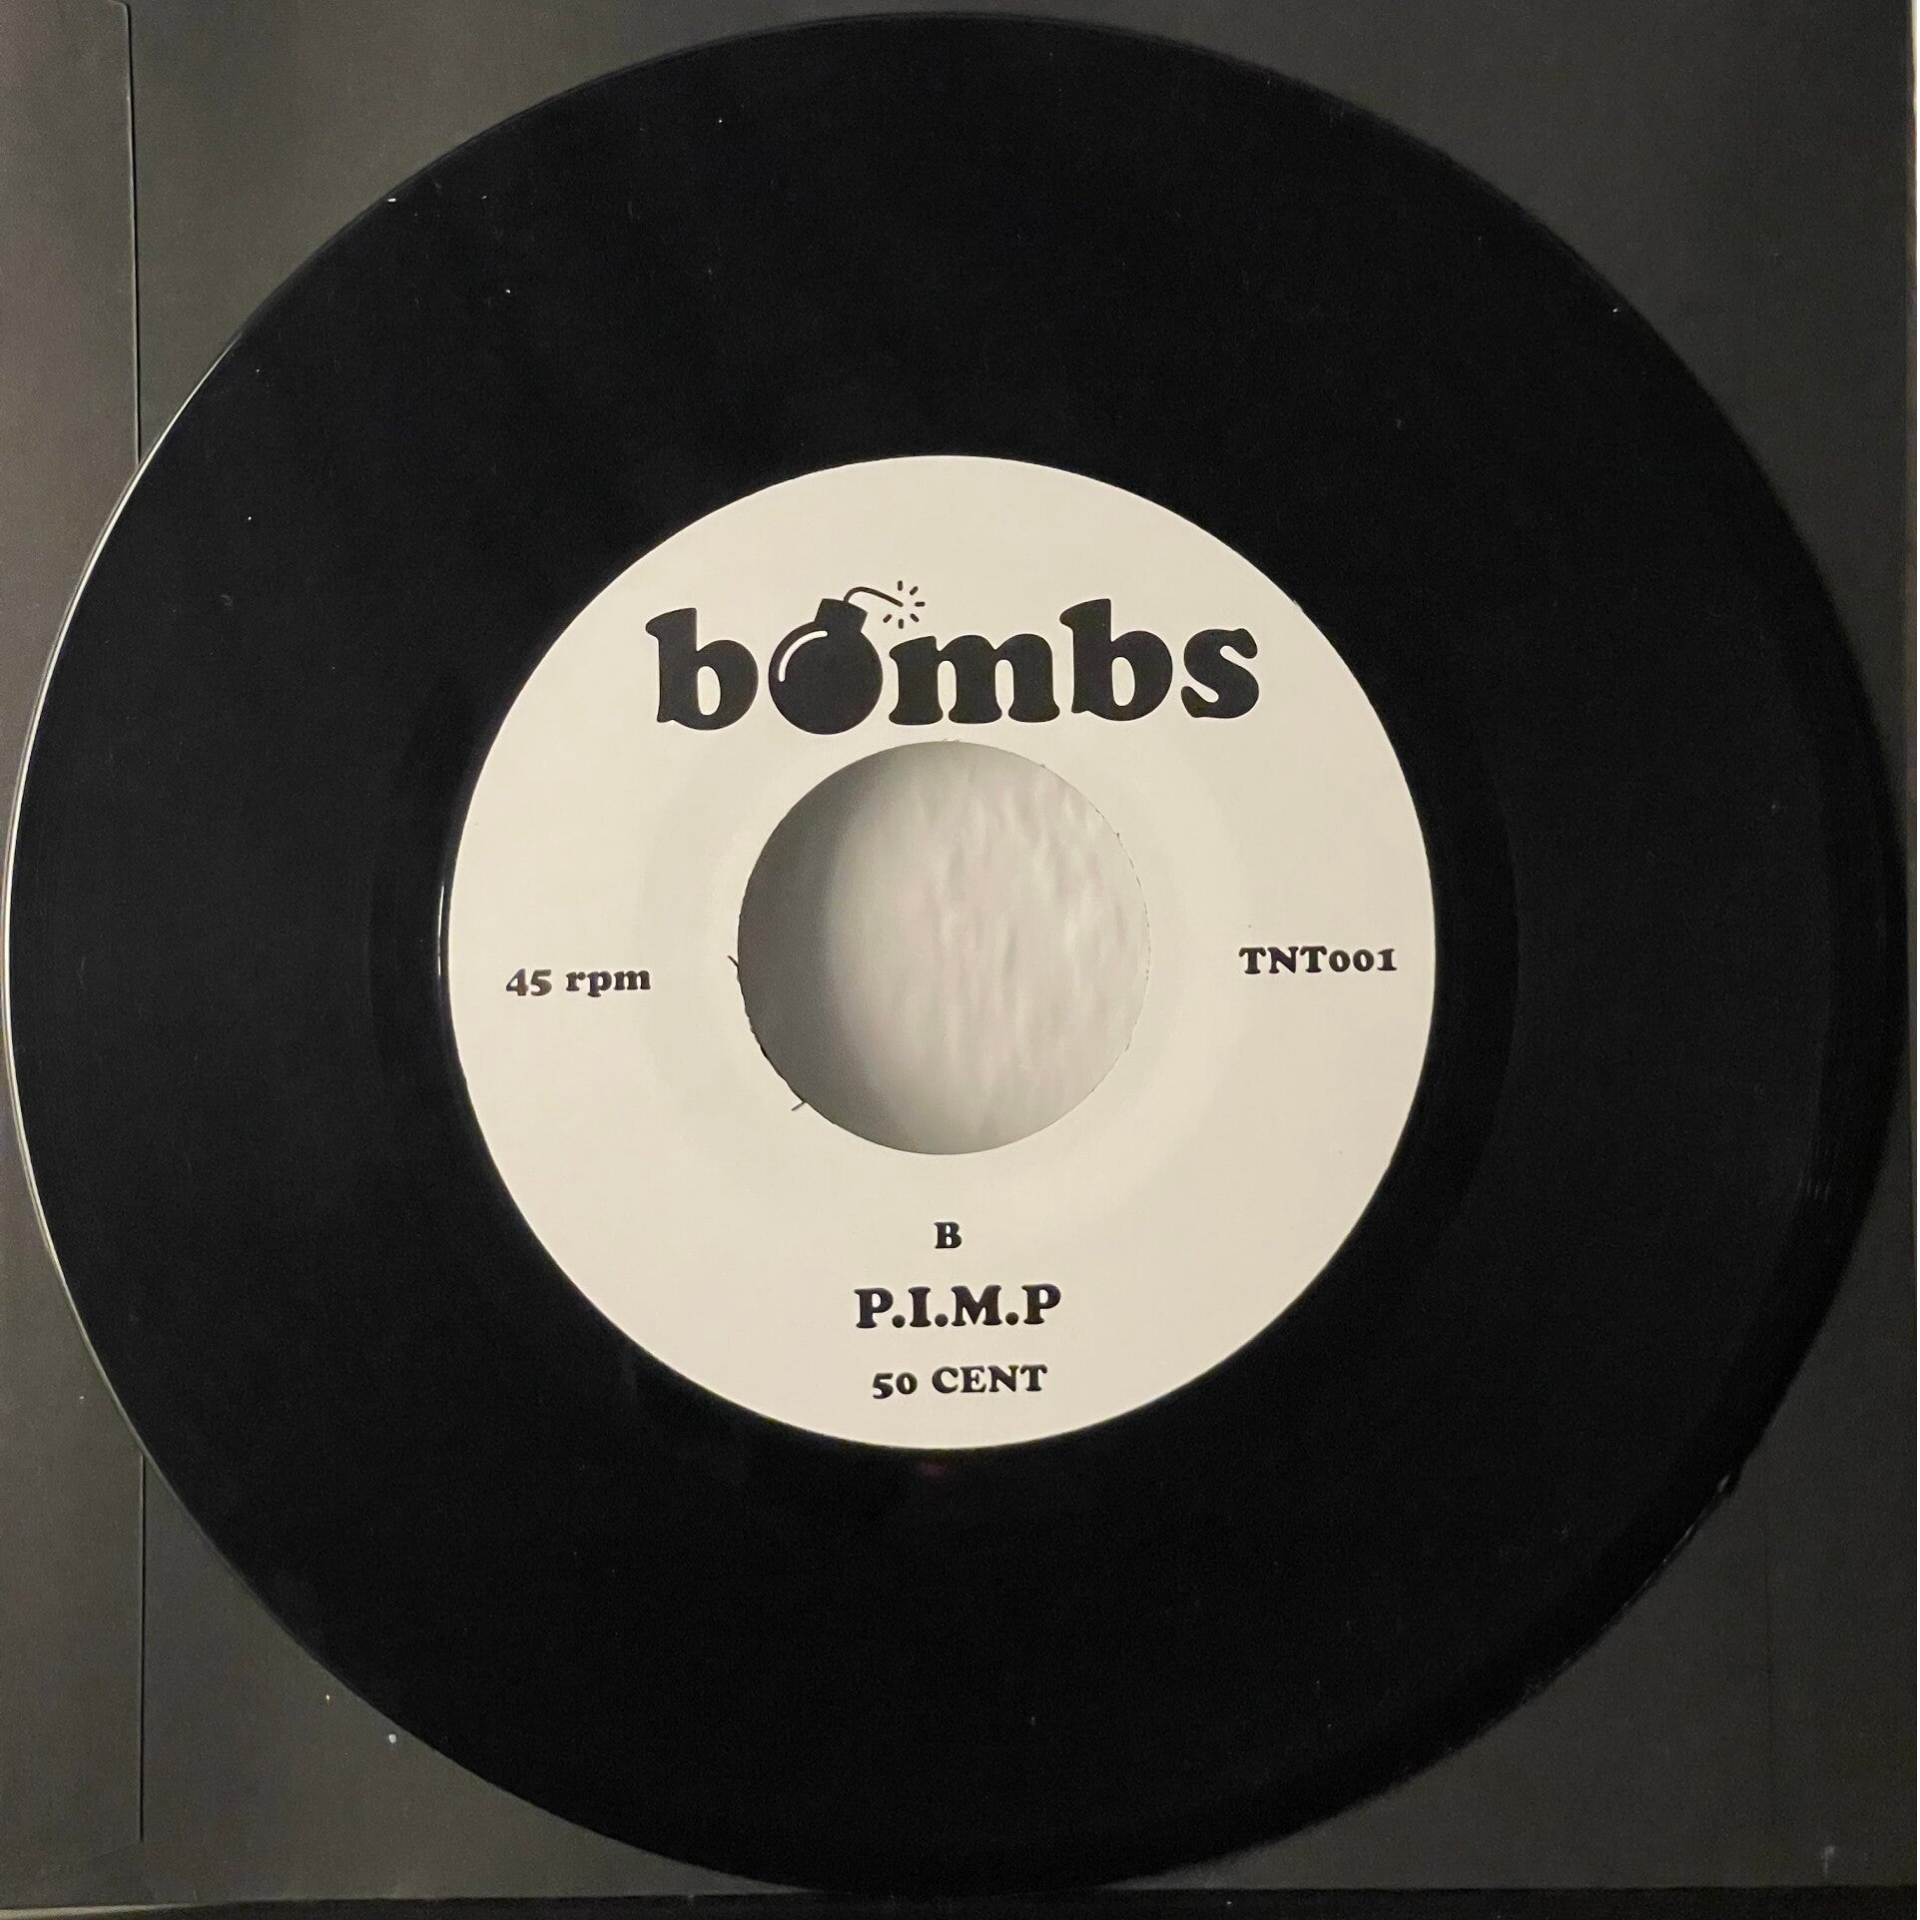 bombs
45 rpm
TNT001
B
P.I.M.P
50 CENT